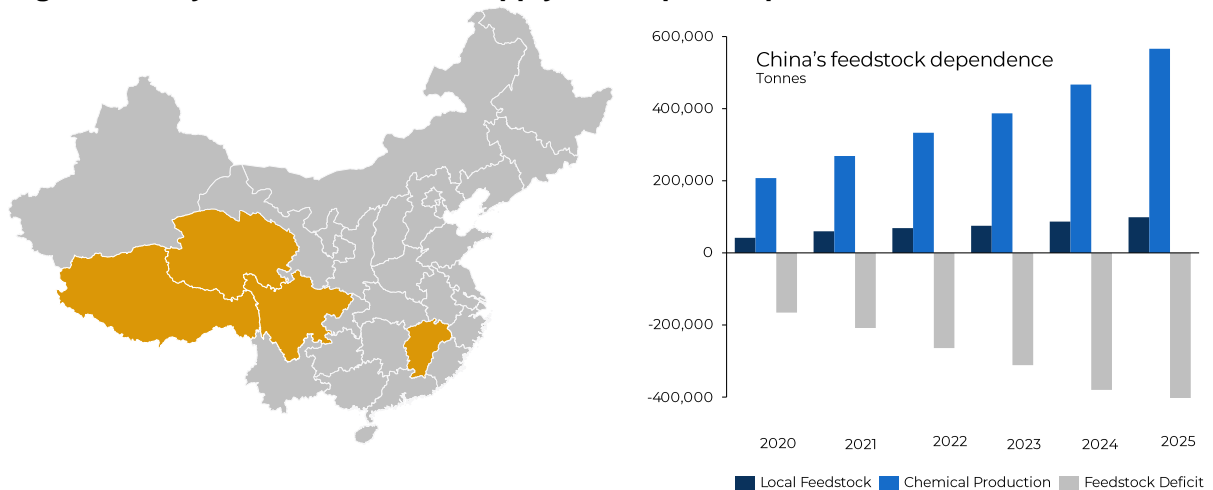 China's feedstock dependence
Tonnes
600,000
400,000
200,000
0
-200,000
-400,000
2020 2021 2022 2023 2024 2025
Local Feedstock Chemical Production Feedstock Deficit